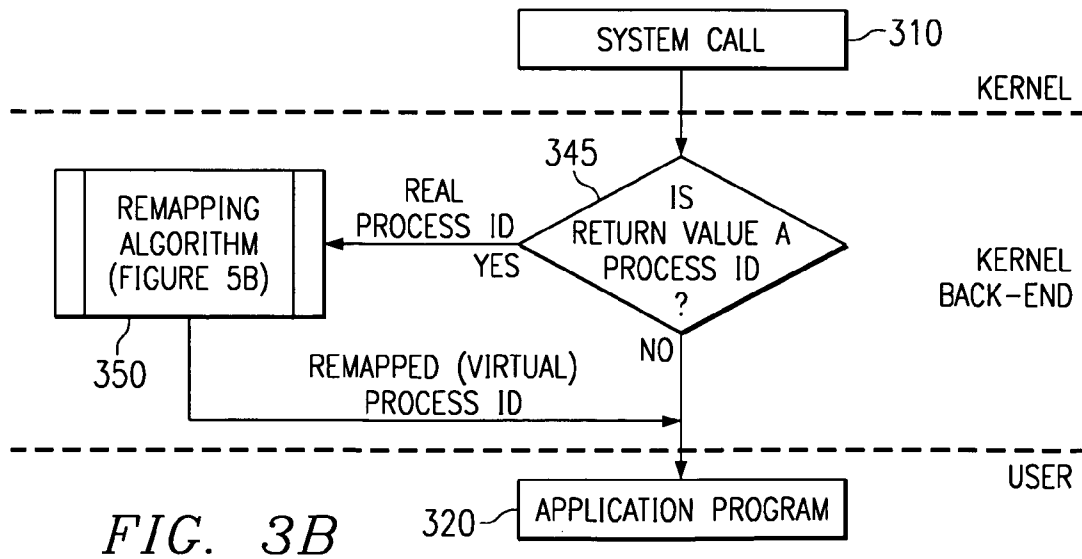 SYSTEM CALL
310
KERNEL
345
REMAPPING
ALGORITHM
(FIGURE 5B)
350
REAL
PROCESS ID
YES
IS
RETURN VALUE A
PROCESS ID
?
NO
KERNEL
BACK-END
REMAPPED (VIRTUAL)
PROCESS ID
USER
320
APPLICATION PROGRAM
FIG. 3B